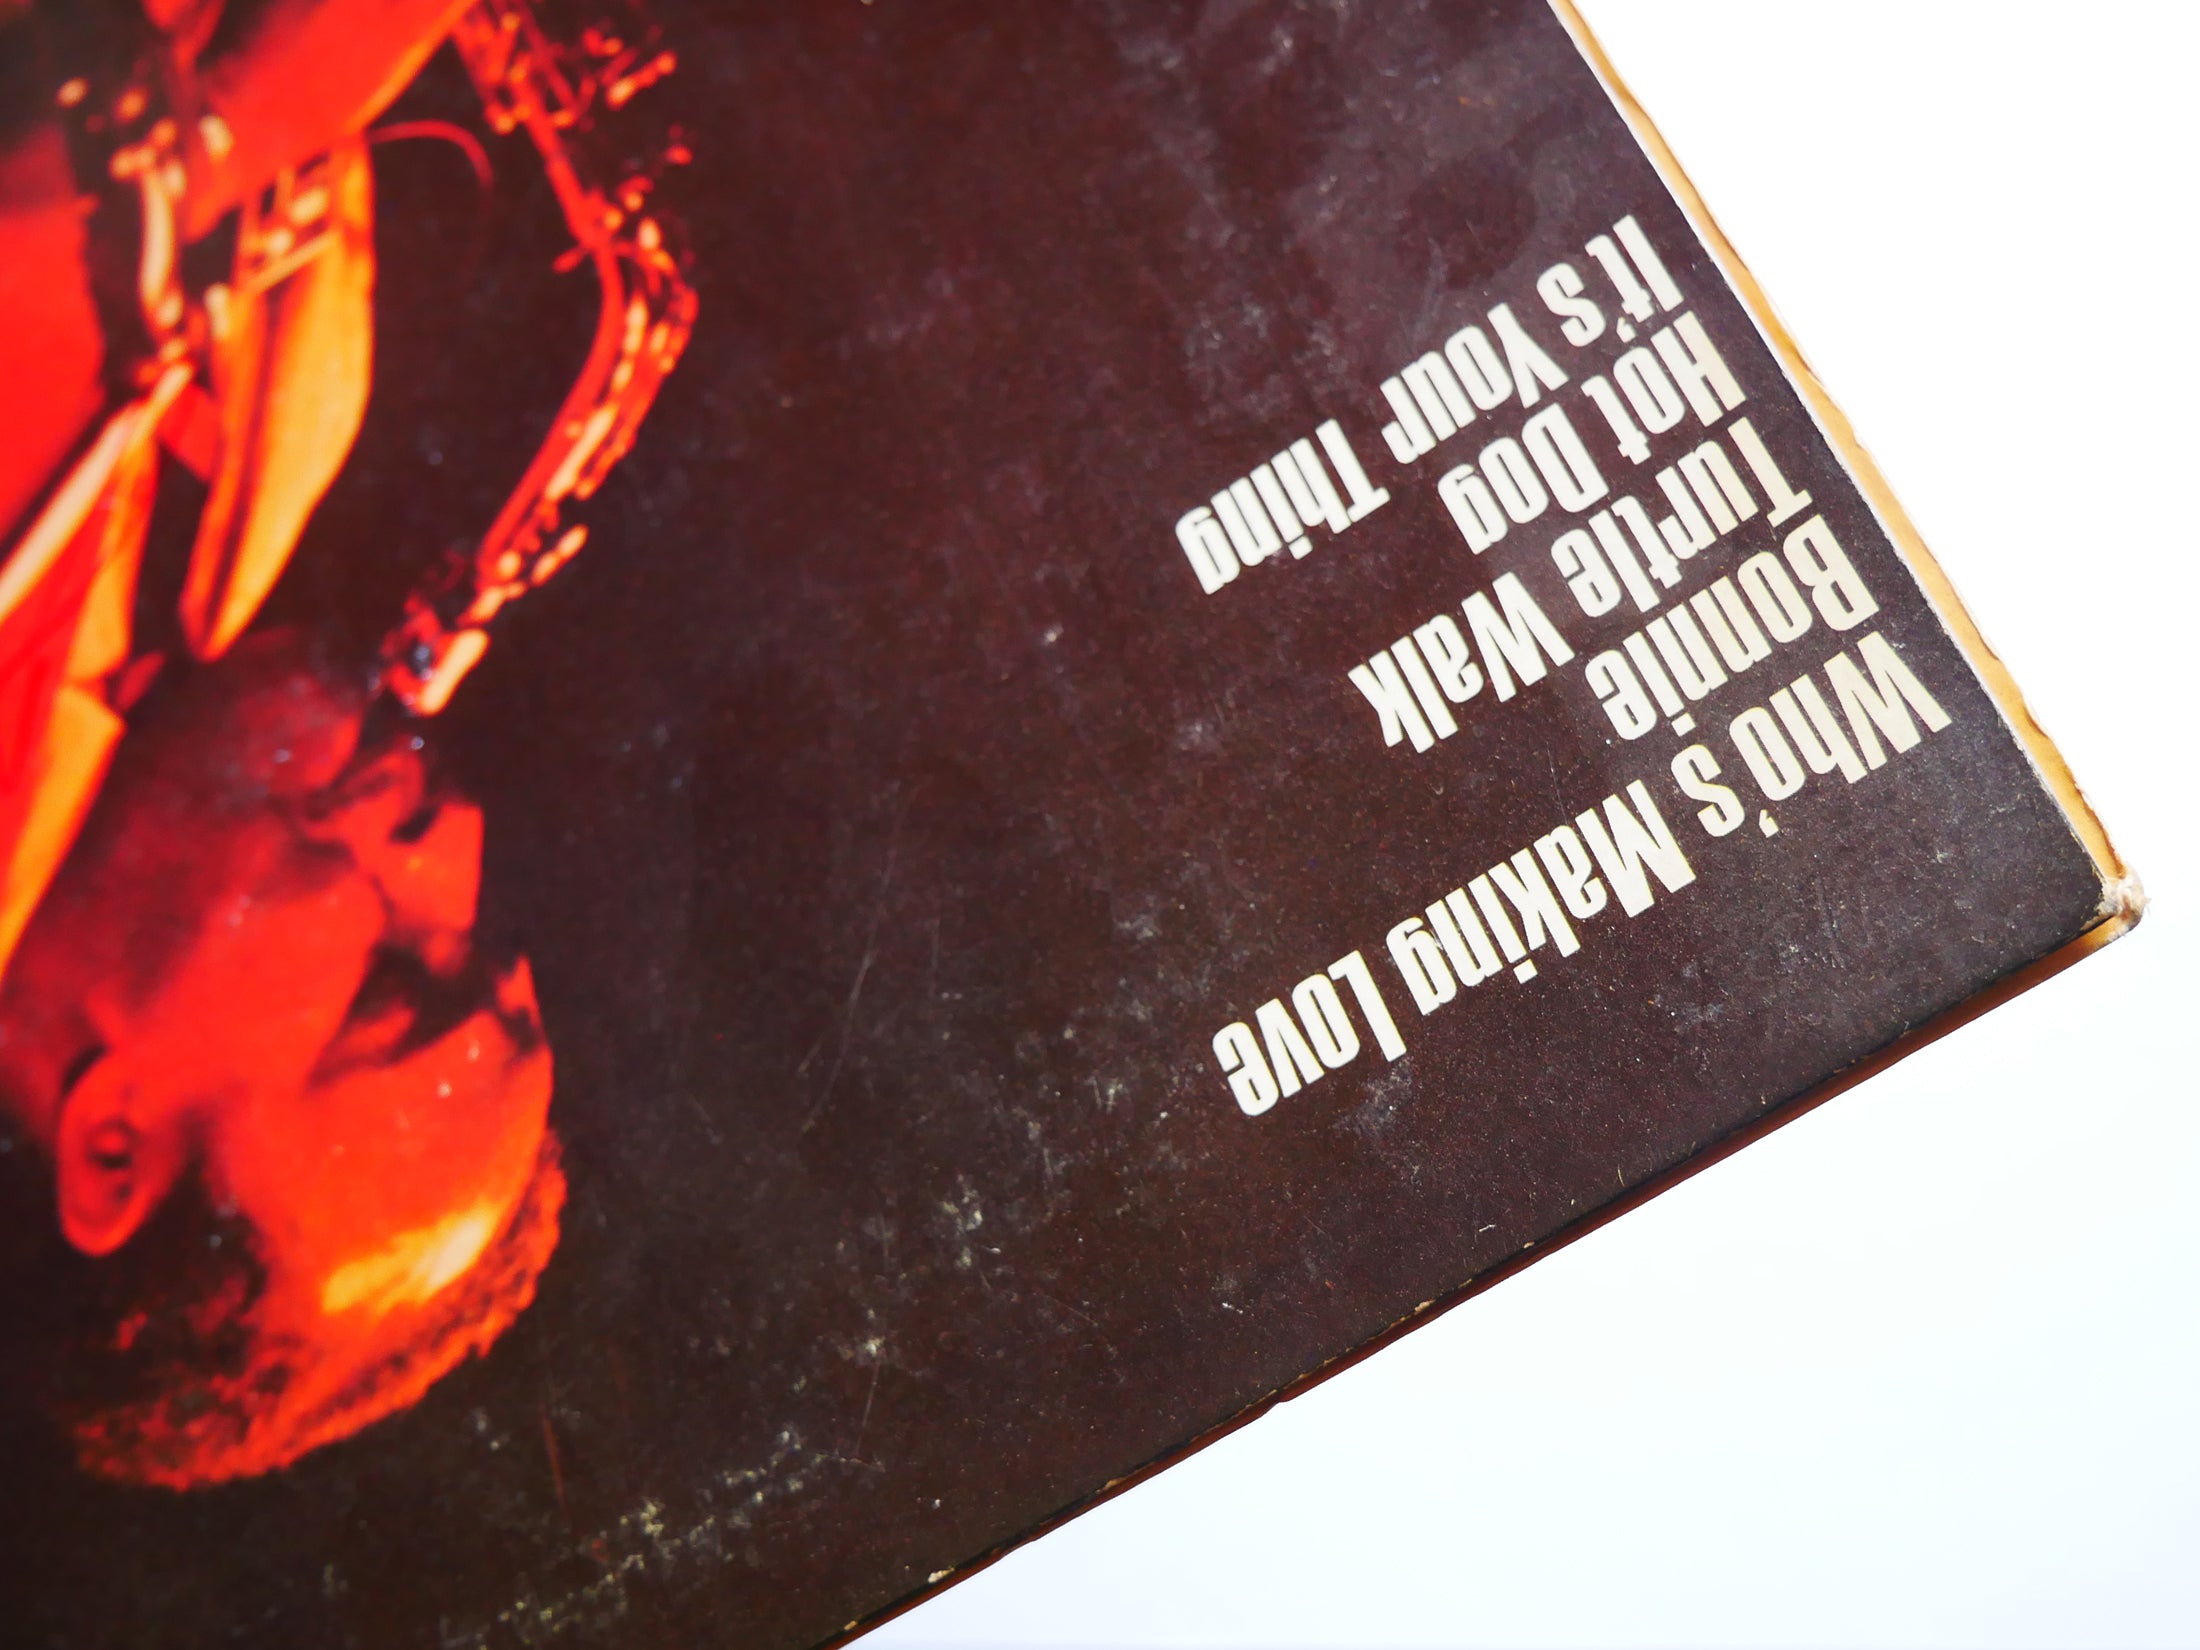 Who's Making Love
Bonnie
Turtle Walk
Hot Dog
It's Your Thing